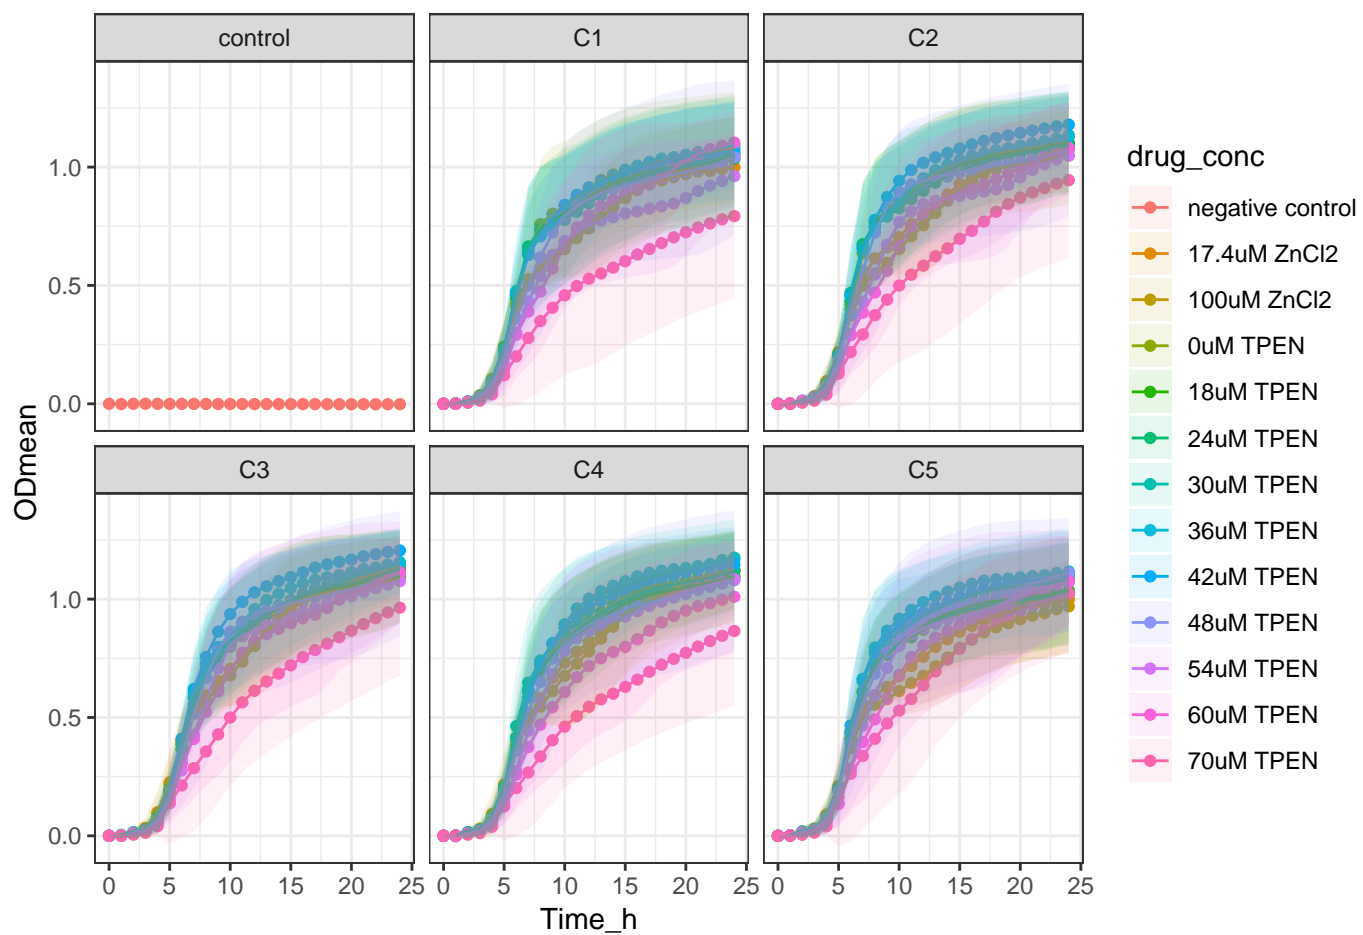 control
C1
C2
1.0
0.5
0.0
C3
C4
C5
1.0
0.5
0.0
0 5 10 15 20 25
0 5 10 15 20 25
0 5 10 15 20 25
Time_h
ODmean
drug_conc
negative control
17.4uM ZnCl2
100uM ZnCl2
0uM TPEN
18uM TPEN
24uM TPEN
30uM TPEN
36uM TPEN
42uM TPEN
48uM TPEN
54uM TPEN
60uM TPEN
70uM TPEN